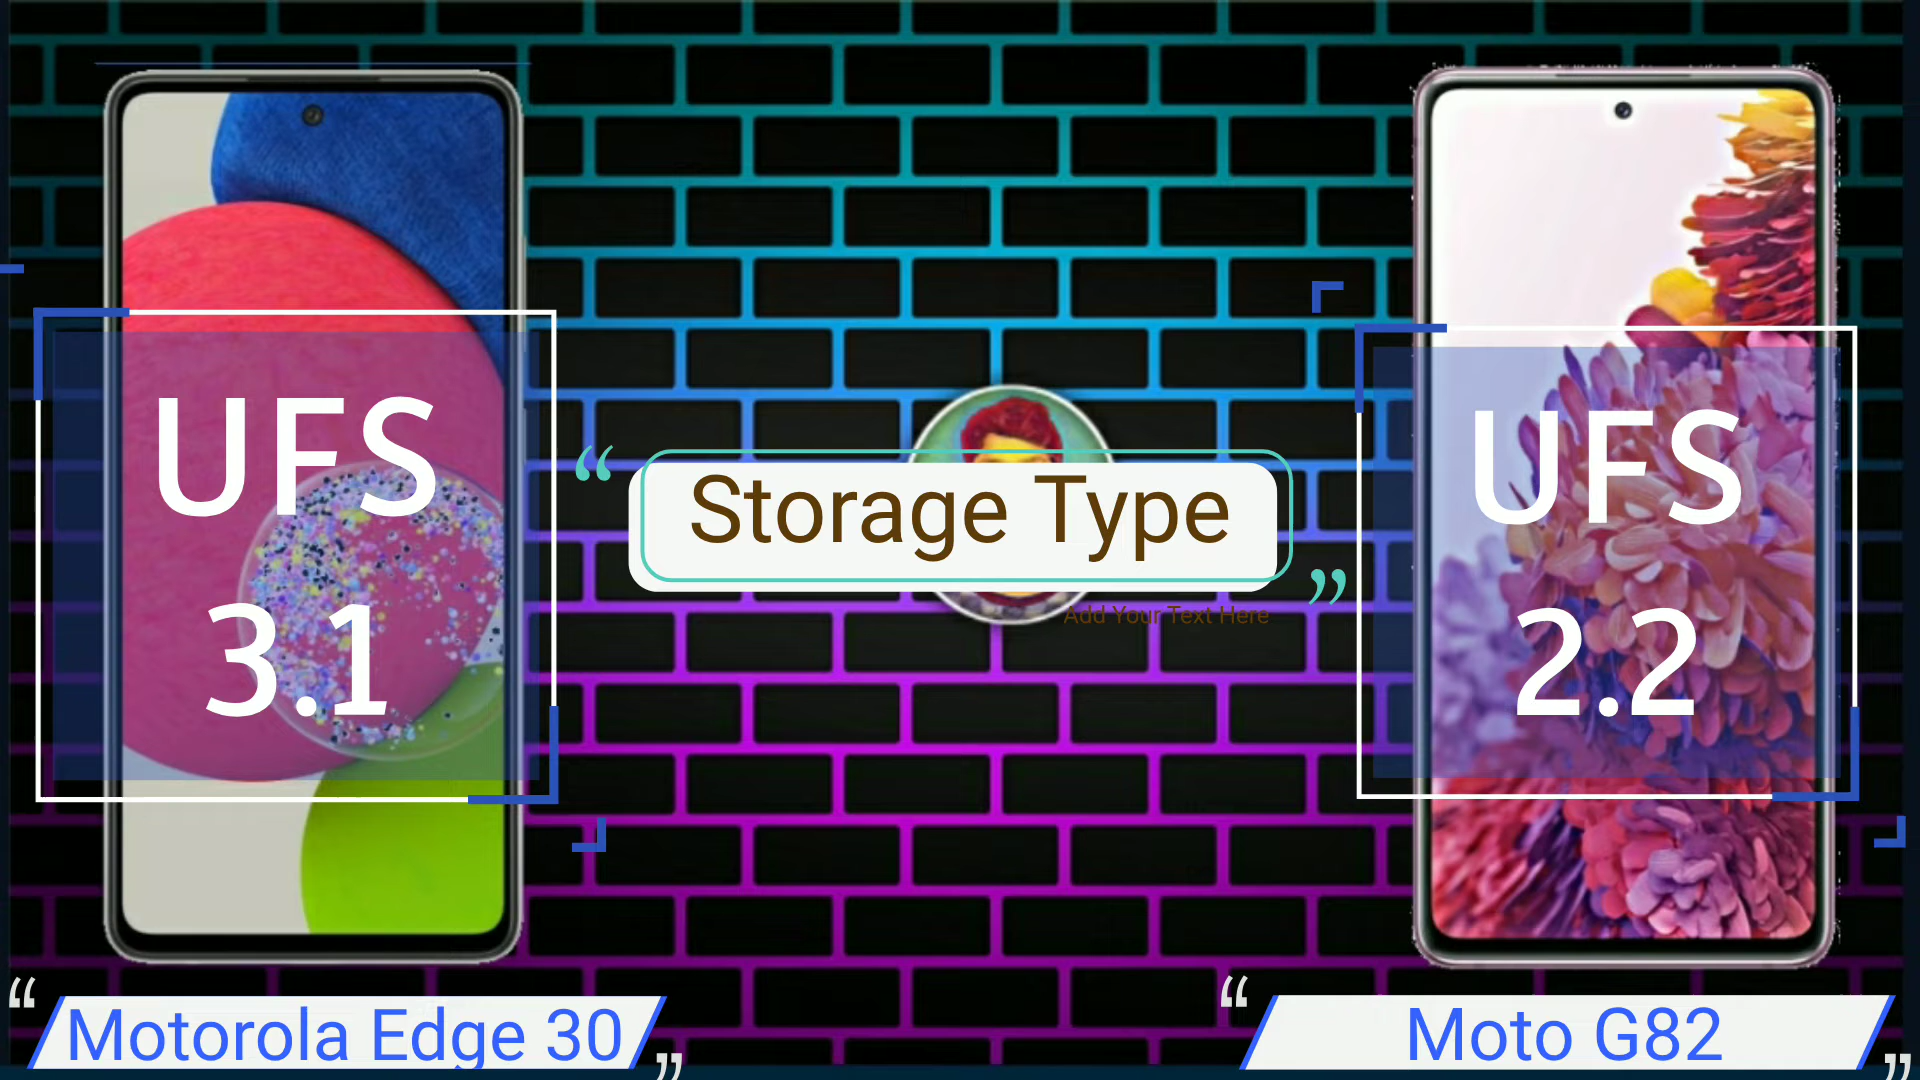 UFS
3.1
“
Storage Type
”
Add Your Text Here
UFS
2.2
“
Motorola Edge 30
”
“
Moto G82
”